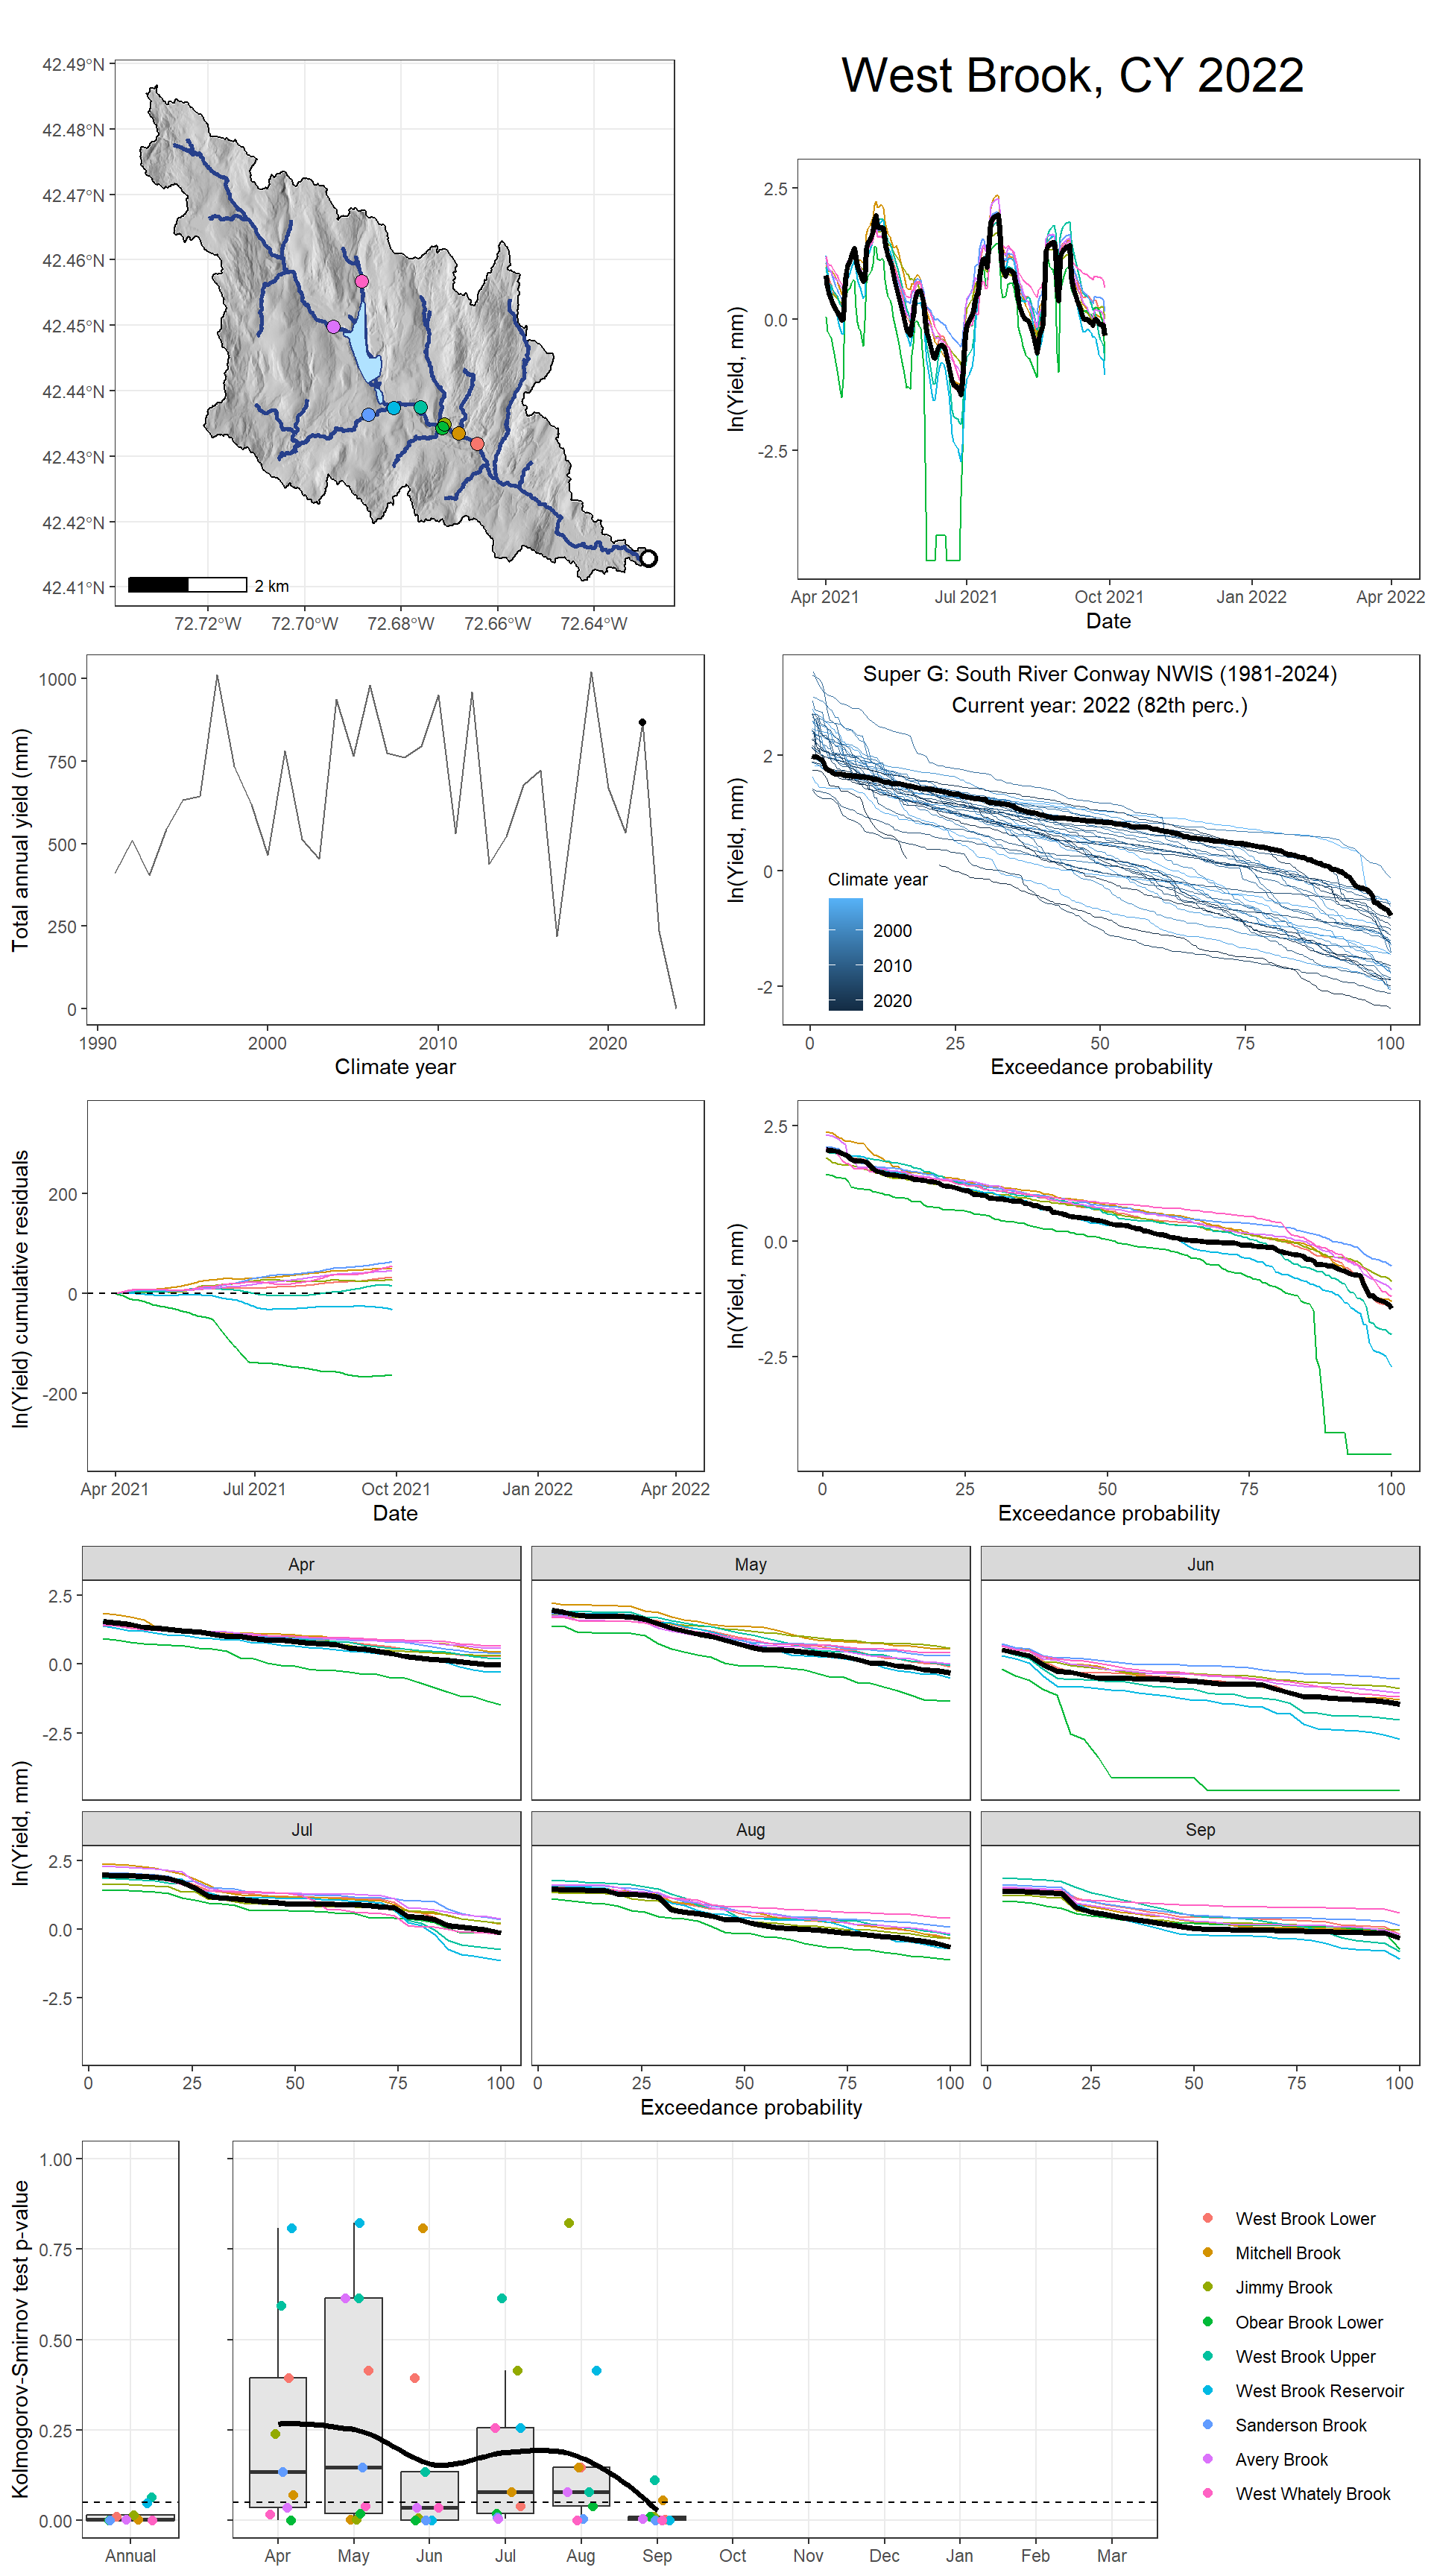 West Brook, CY 2022
42.49°N
42.48°N
42.47°N
42.46°N
42.45°N
42.44°N
42.43°N
42.42°N
42.41°N
2 km
72.72°W 72.70°W 72.68°W 72.66°W 72.64°W
ln(Yield, mm)
2.5
0.0
-2.5
Apr 2021 Jul 2021 Oct 2021 Jan 2022 Apr 2022
Date
Total annual yield (mm)
1000
750
500
250
0
1990 2000 2010 2020
Climate year
Super G: South River Conway NWIS (1981-2024)
Current year: 2022 (82th perc.)
ln(Yield, mm)
2
0
-2
Climate year
2000
2010
2020
0 25 50 75 100
Exceedance probability
ln(Yield) cumulative residuals
200
0
-200
Apr 2021 Jul 2021 Oct 2021 Jan 2022 Apr 2022
Date
ln(Yield, mm)
2.5
0.0
-2.5
0 25 50 75 100
Exceedance probability
Apr May Jun
2.5
0.0
-2.5
ln(Yield, mm)
Jul Aug Sep
2.5
0.0
-2.5
0 25 50 75 100 0 25 50 75 100 0 25 50 75 100
Exceedance probability
Kolmogorov-Smirnov test p-value
1.00
0.75
0.50
0.25
0.00
Annual
Apr May Jun Jul Aug Sep Oct Nov Dec Jan Feb Mar
West Brook Lower
Mitchell Brook
Jimmy Brook
Obear Brook Lower
West Brook Upper
West Brook Reservoir
Sanderson Brook
Avery Brook
West Whately Brook